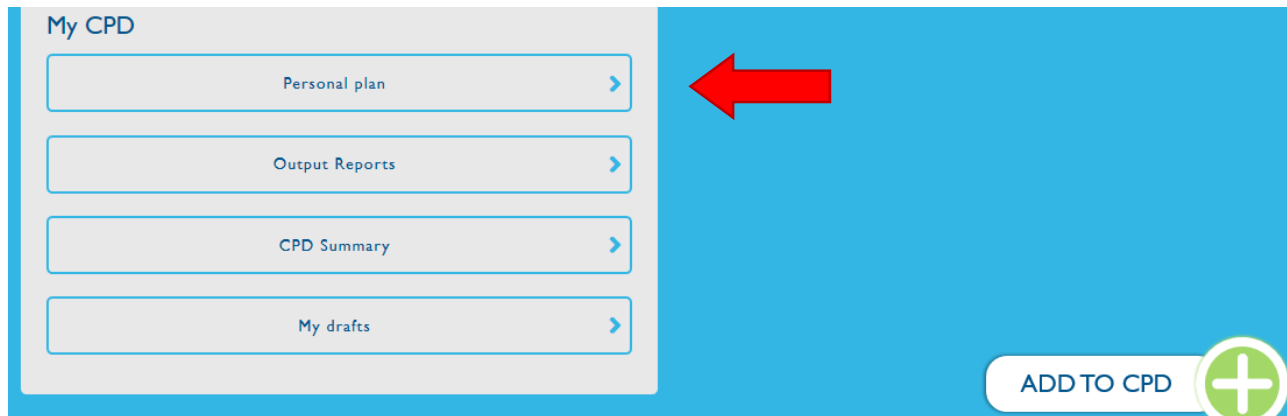 My CPD
Personal plan
Output Reports
CPD Summary
My drafts
ADD TO CPD